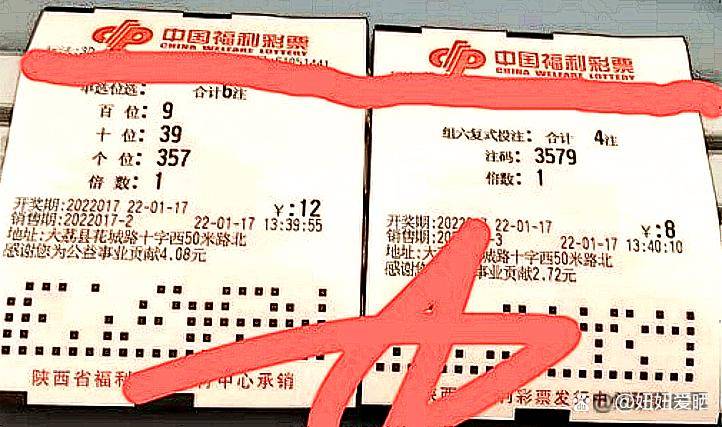 中国福利彩票
CHINA WELFARE LOTTERY
单选位选: 合计6注
百位: 9
十位: 39
个位: 357
倍数: 1
开奖期:2022017 22-01-17 ¥:12
销售期:2022017-2 22-01-17 13:39:55
地址:大荔县花城路十字西50米路北
感谢您为公益事业贡献4.08元
陕西省福利 中心承销
中国福利彩票
CHINA WELFARE LOTTERY
组六复式投注: 合计 4注
注码: 3579
倍数: 1
开奖期:2022 22-01-17 ¥:8
销售期: -3 22-01-17 13:40:10
地址:大 城路十字西50米路北
感谢您 事业贡献2.72元
陕西 利彩票发行中
妞妞爱晒